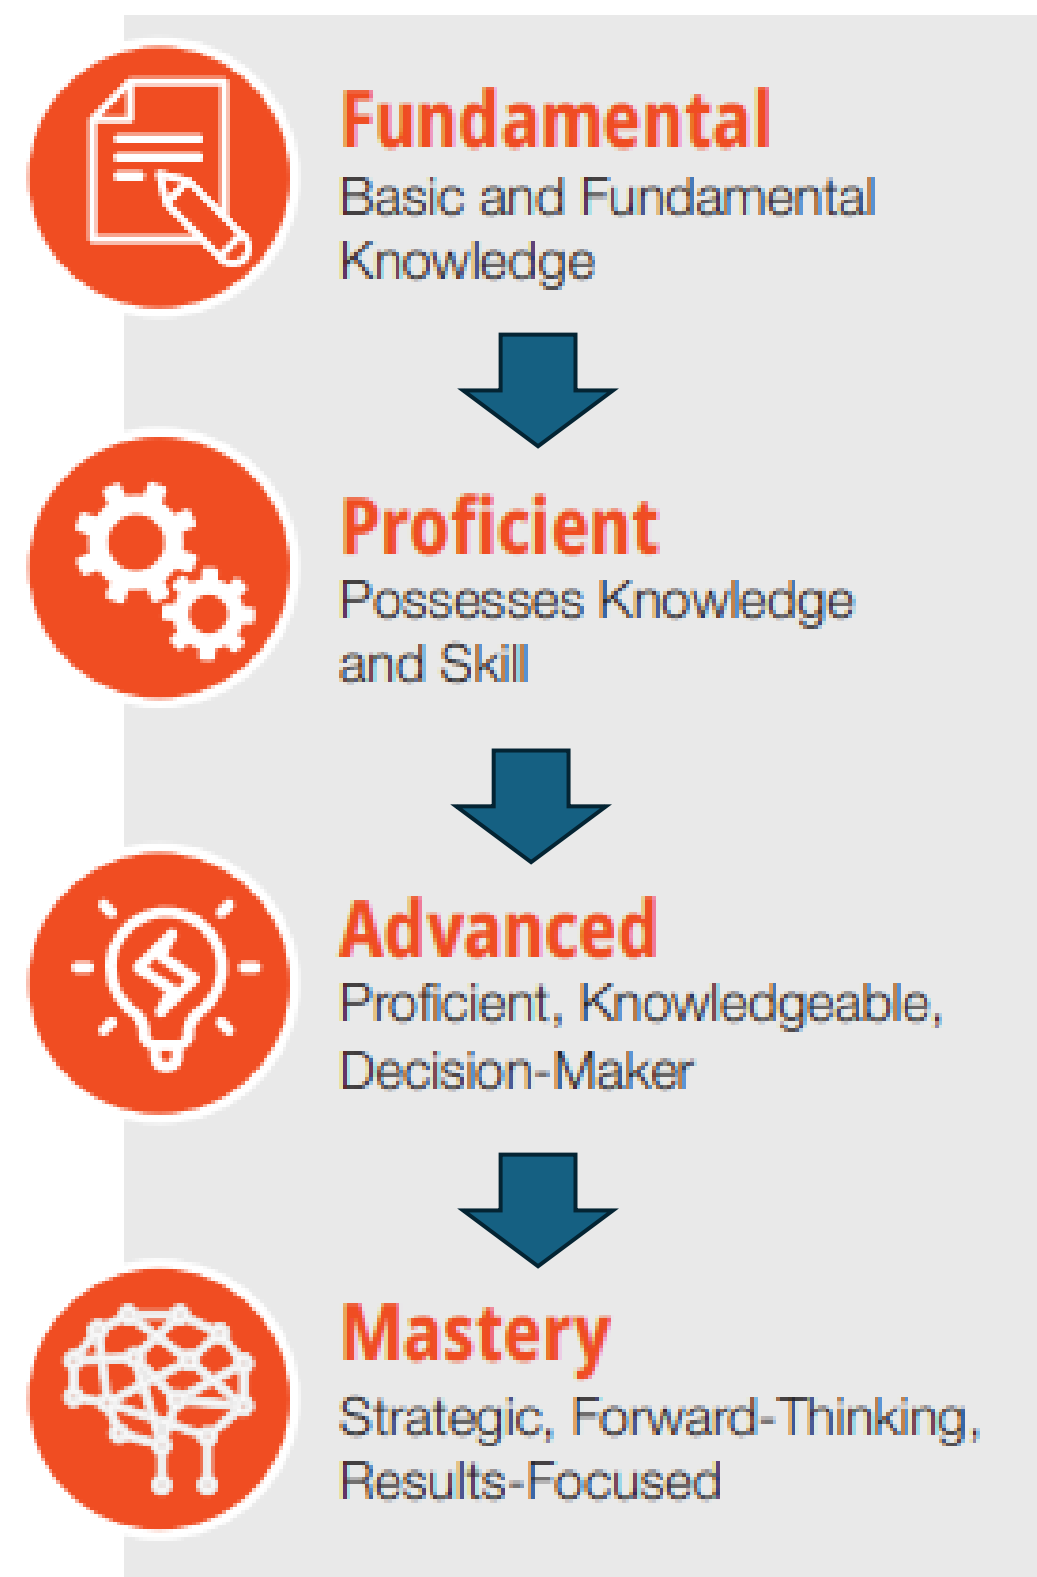 Fundamental
Basic and Fundamental
Knowledge
Proficient
Possesses Knowledge
and Skill
Advanced
Proficient, Knowledgeable,
Decision-Maker
Mastery
Strategic, Forward-Thinking,
Results-Focused